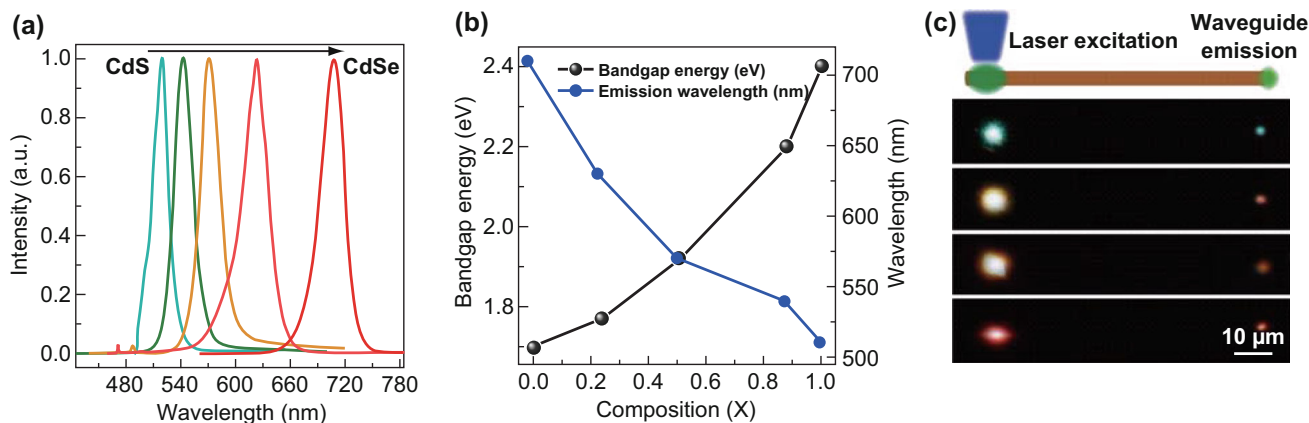 (a)
CdS
CdSe
1.0
0.8
0.6
0.4
0.2
0.0
Intensity (a.u.)
480 540 600 660 720 780
Wavelength (nm)
(b)
Bandgap energy (eV)
Emission wavelength (nm)
2.4
2.2
2.0
1.8
Bandgap energy (eV)
700
650
600
550
500
Wavelength (nm)
0.0 0.2 0.4 0.6 0.8 1.0
Composition (X)
(c)
Laser excitation
Waveguide
emission
10 µm